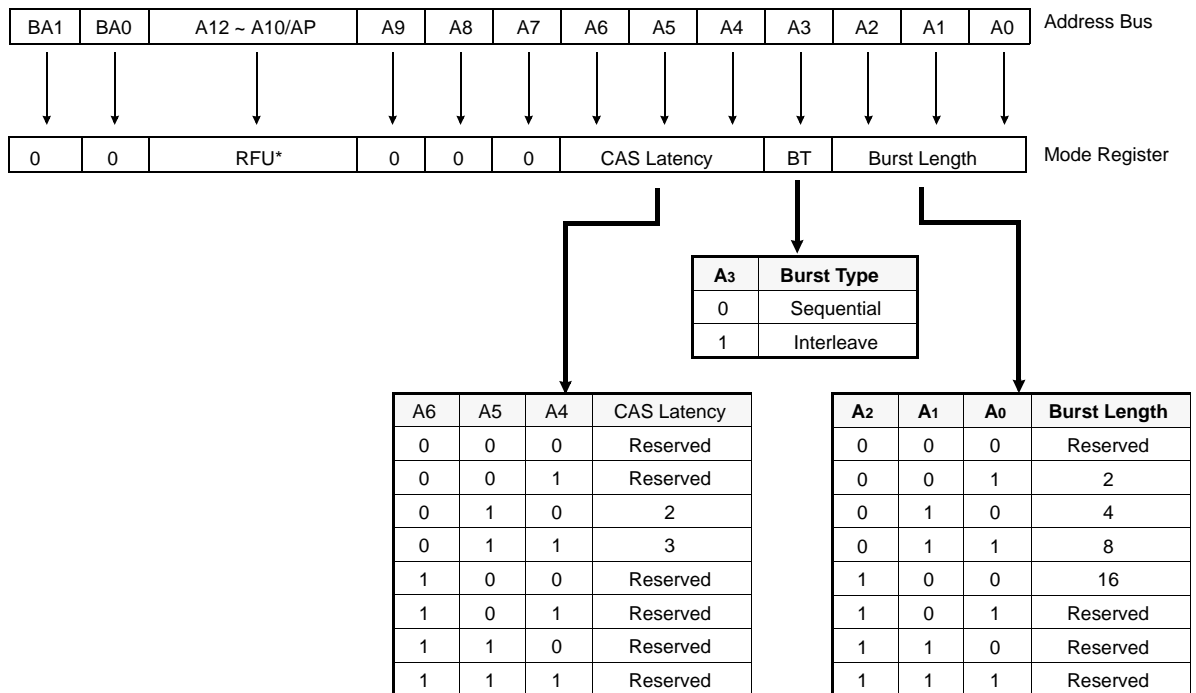 BA1 BA0 A12 ~ A10/AP A9 A8 A7 A6 A5 A4 A3 A2 A1 A0 Address Bus
0 0 RFU* 0 0 0 CAS Latency BT Burst Length Mode Register
A3 Burst Type
0 Sequential
1 Interleave
A6 A5 A4 CAS Latency
0 0 0 Reserved
0 0 1 Reserved
0 1 0 2
0 1 1 3
1 0 0 Reserved
1 0 1 Reserved
1 1 0 Reserved
1 1 1 Reserved
A2 A1 A0 Burst Length
0 0 0 Reserved
0 0 1 2
0 1 0 4
0 1 1 8
1 0 0 16
1 0 1 Reserved
1 1 0 Reserved
1 1 1 Reserved